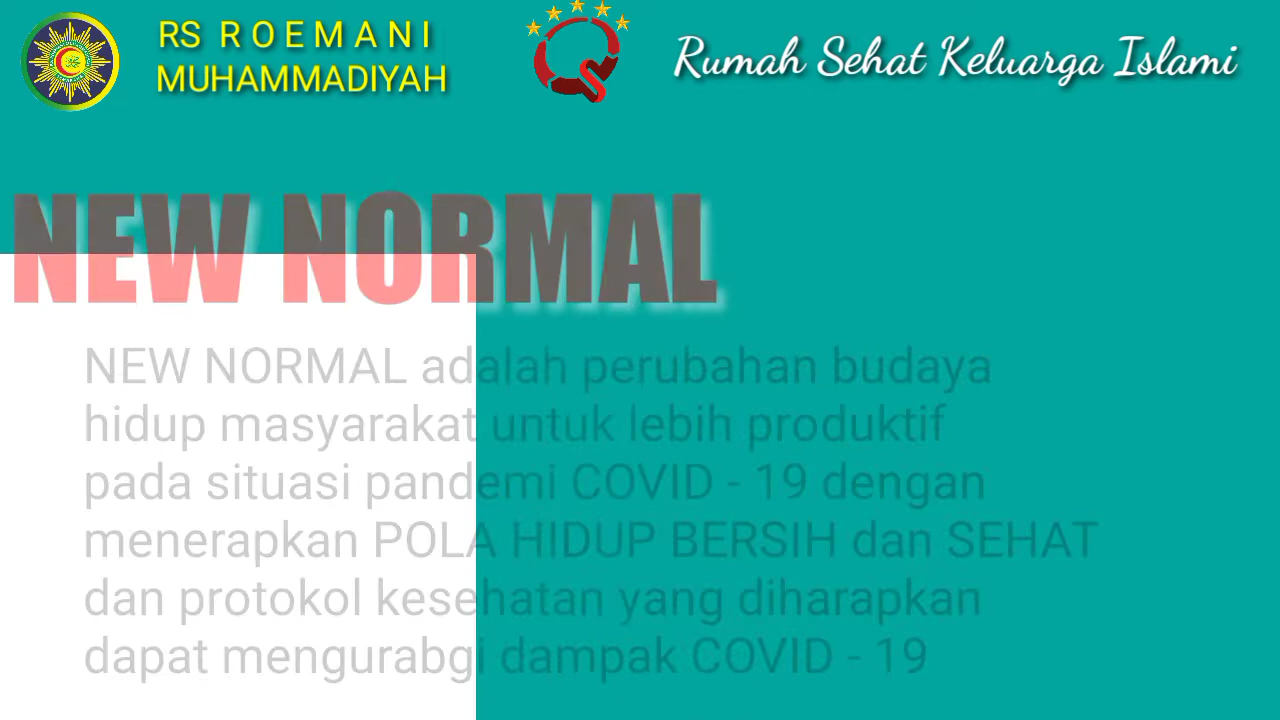 RS ROEMANI
MUHAMMADIYAH
Rumah Sehat Keluarga Islami
NEW NORMAL
NEW NORMAL adalah perubahan budaya
hidup masyarakat untuk lebih produktif
pada situasi pandemi COVID - 19 dengan
menerapkan POLA HIDUP BERSIH dan SEHAT
dan protokol kesehatan yang diharapkan
dapat mengurabgi dampak COVID - 19